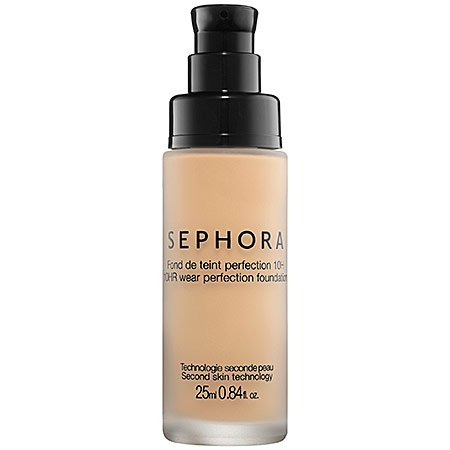 SEPHORA
Fond de teint perfection 10H
10HR wear perfection foundation
Technologie seconde peau
Second skin technology
25ml 0.84fl. oz.